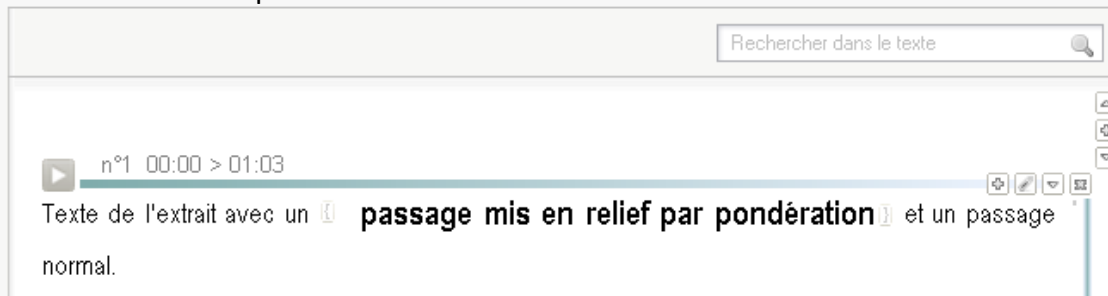 Rechercher dans le texte
n°1 00:00 > 01:03
Texte de l'extrait avec un { passage mis en relief par pondération } et un passage
normal.